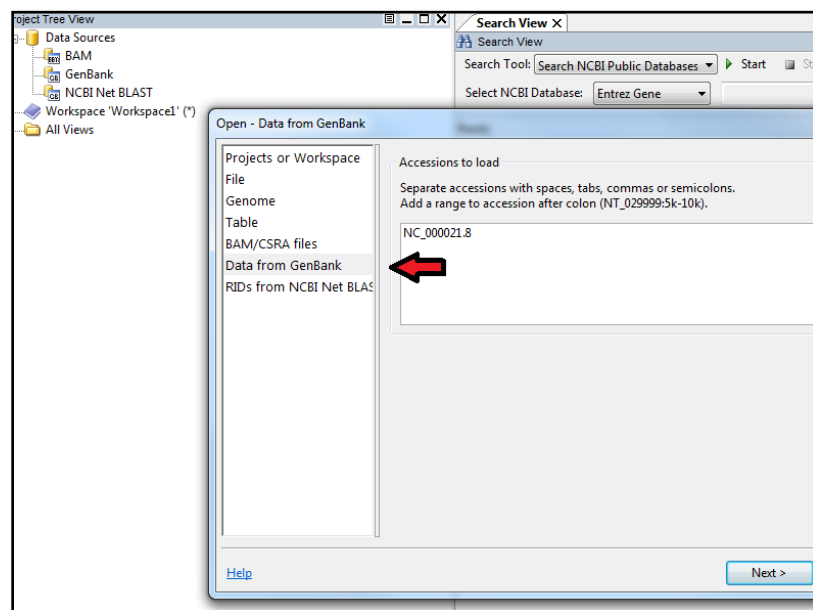 roject Tree View
Search View X
Data Sources
Search View
BAM
Search Tool: Search NCBI Public Databases Start St
GenBank
NCBI Net BLAST
Select NCBI Database: Entrez Gene
Workspace 'Workspace1' (*)
All Views
Open - Data from GenBank
Projects or Workspace
File
Genome
Table
BAM/CSRA files
Data from GenBank
RIDs from NCBI Net BLAS
Accessions to load
Separate accessions with spaces, tabs, commas or semicolons.
Add a range to accession after colon (NT_029999:5k-10k).
NC_000021.8
Help
Next >